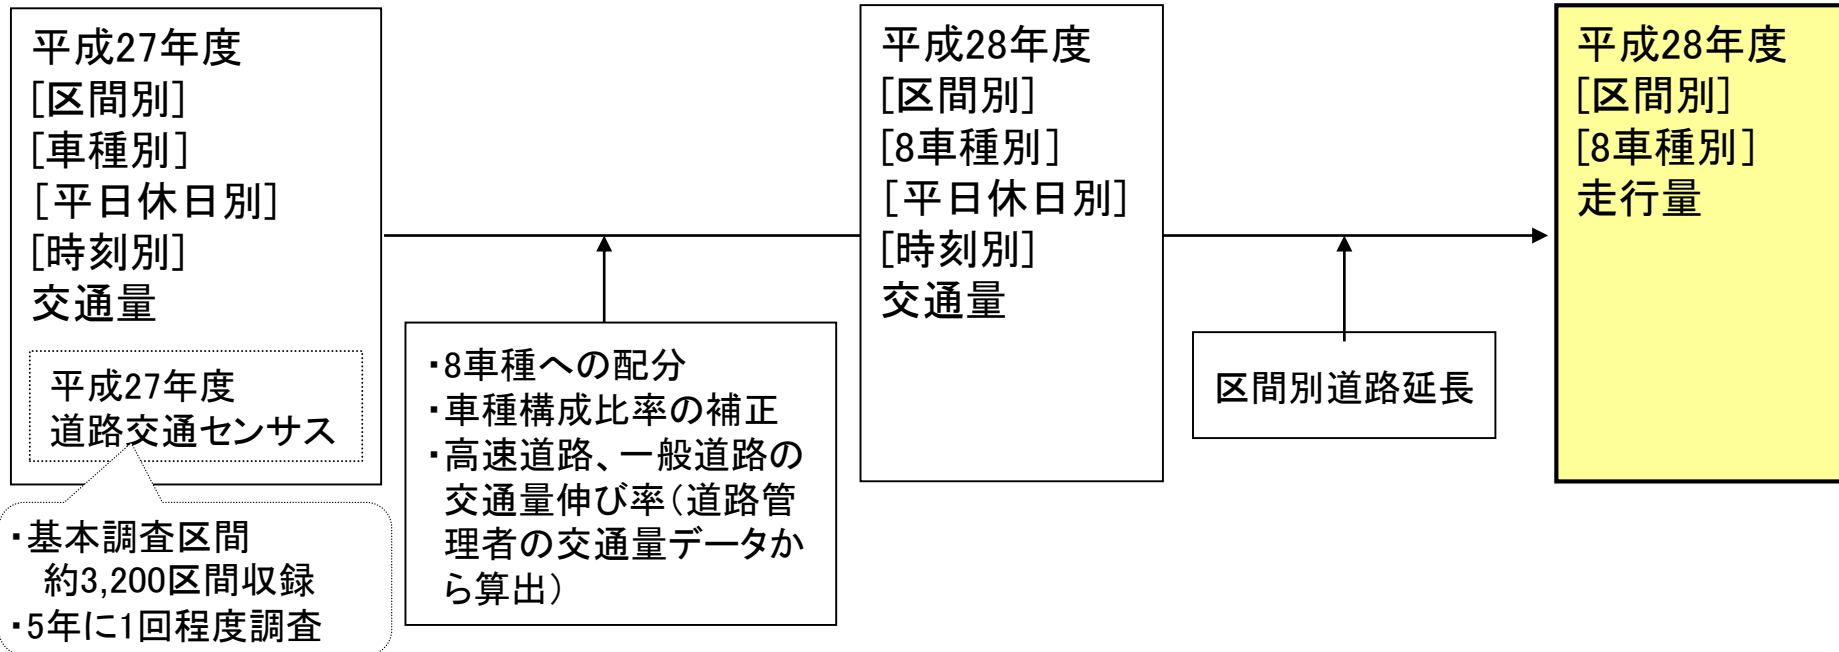 平成27年度
[区間別]
[車種別]
[平日休日別]
[時刻別]
交通量
平成27年度
道路交通センサス
・基本調査区間
約3,200区間収録
・5年に1回程度調査
・8車種への配分
・車種構成比率の補正
・高速道路、一般道路の
交通量伸び率(道路管
理者の交通量データか
ら算出)
平成28年度
[区間別]
[8車種別]
[平日休日別]
[時刻別]
交通量
区間別道路延長
平成28年度
[区間別]
[8車種別]
走行量